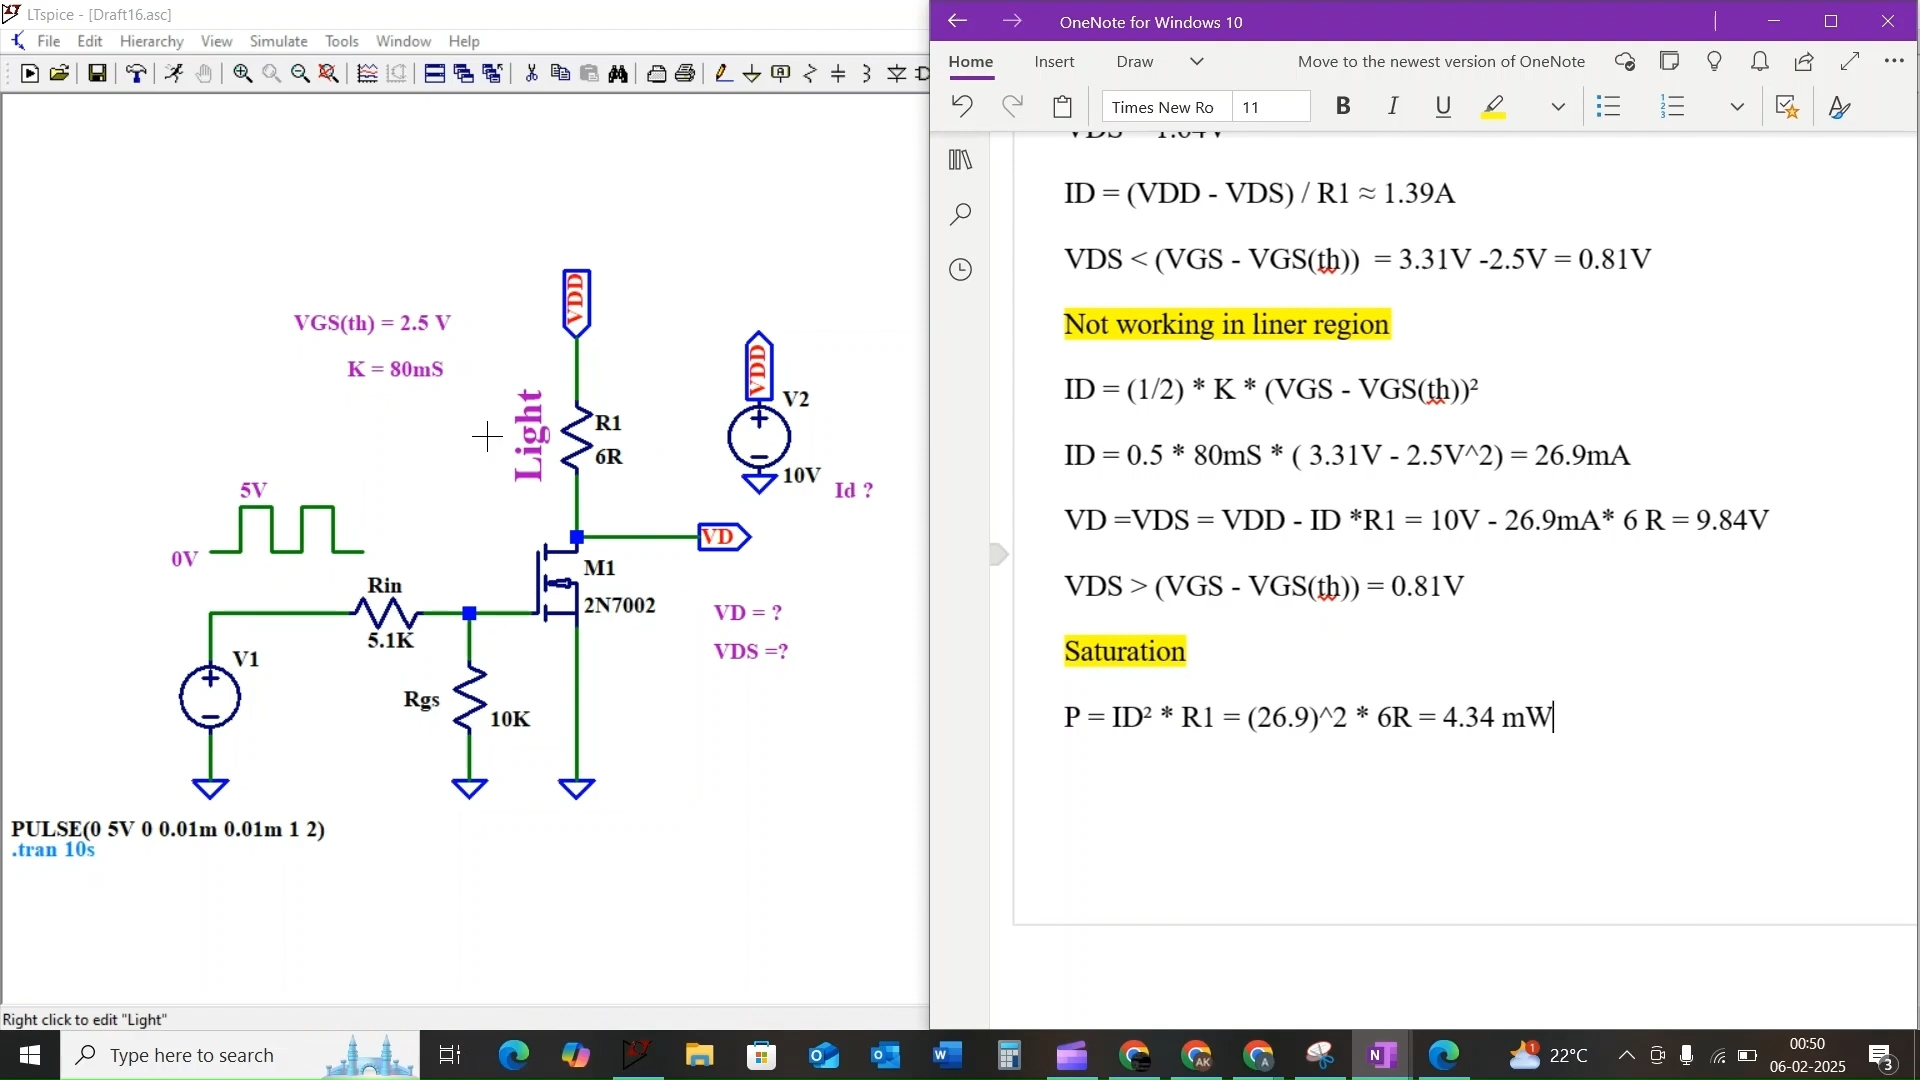 LTspice - [Draft16.asc]
File Edit Hierarchy View Simulate Tools Window Help
VGS(th) = 2.5 V
K = 80mS
VDD
Light
R1
6R
VDD
V2
10V
Id ?
5V
0V
VD
M1
2N7002
Rin
5.1K
VD = ?
VDS =?
V1
Rgs
10K
PULSE(0 5V 0 0.01m 0.01m 1 2)
.tran 10s
Right click to edit "Light"
OneNote for Windows 10
Home Insert Draw Move to the newest version of OneNote
Times New Ro 11 B I U
ID = (VDD - VDS) / R1 ≈ 1.39A
VDS < (VGS - VGS(th)) = 3.31V -2.5V = 0.81V
Not working in liner region
ID = (1/2) * K * (VGS - VGS(th))²
ID = 0.5 * 80mS * ( 3.31V - 2.5V^2) = 26.9mA
VD =VDS = VDD - ID *R1 = 10V - 26.9mA* 6 R = 9.84V
VDS > (VGS - VGS(th)) = 0.81V
Saturation
P = ID² * R1 = (26.9)^2 * 6R = 4.34 mW
Type here to search
22°C
00:50
06-02-2025
3